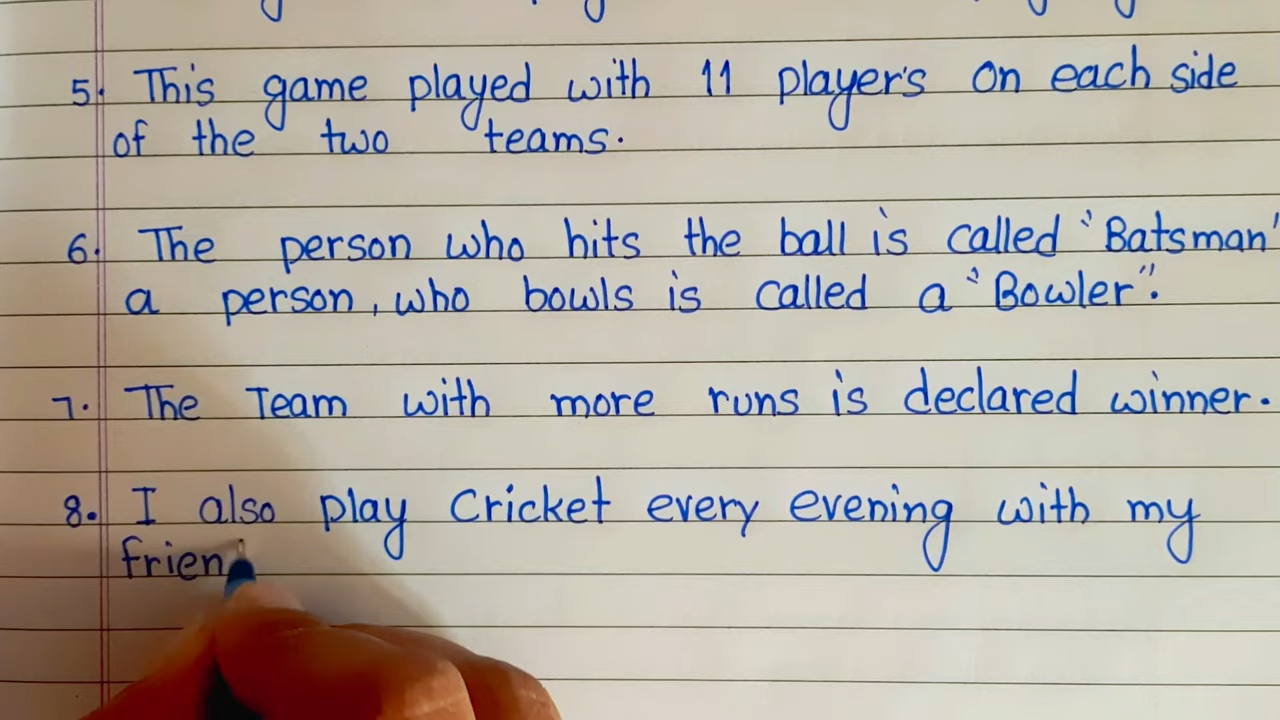 5. This game played with 11 player's on each side
of the two teams.
6. The person who hits the ball is called 'Batsman'
a person, who bowls is called a "Bowler".
7. The Team with more runs is declared winner.
8. I also play Cricket every evening with my
frien